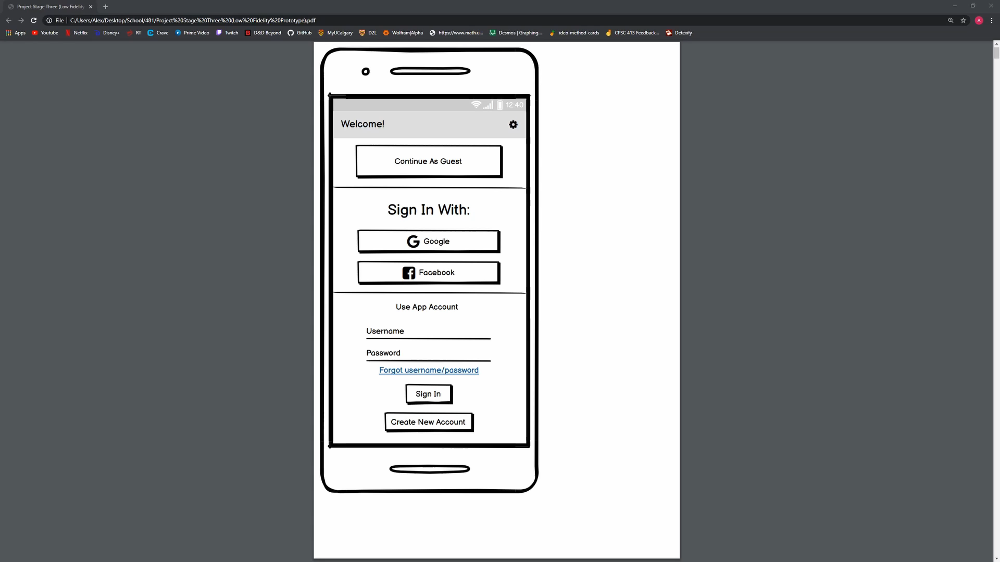 Project Stage Three (Low Fidelity
File C:/Users/Alex/Desktop/School/481/Project%20Stage%20Three%20(Low%20Fidelity%20Prototype).pdf
A
Apps Youtube Netflix Disney+ RT Crave Prime Video Twitch D&D Beyond GitHub MyUCalgary D2L Wolfram|Alpha https://www.math.u... Desmos | Graphing... ideo-method-cards CPSC 413 Feedback... Detexify
12:40
Welcome!
Continue As Guest
Sign In With:
Google
Facebook
Use App Account
Username
Password
Forgot username/password
Sign In
Create New Account